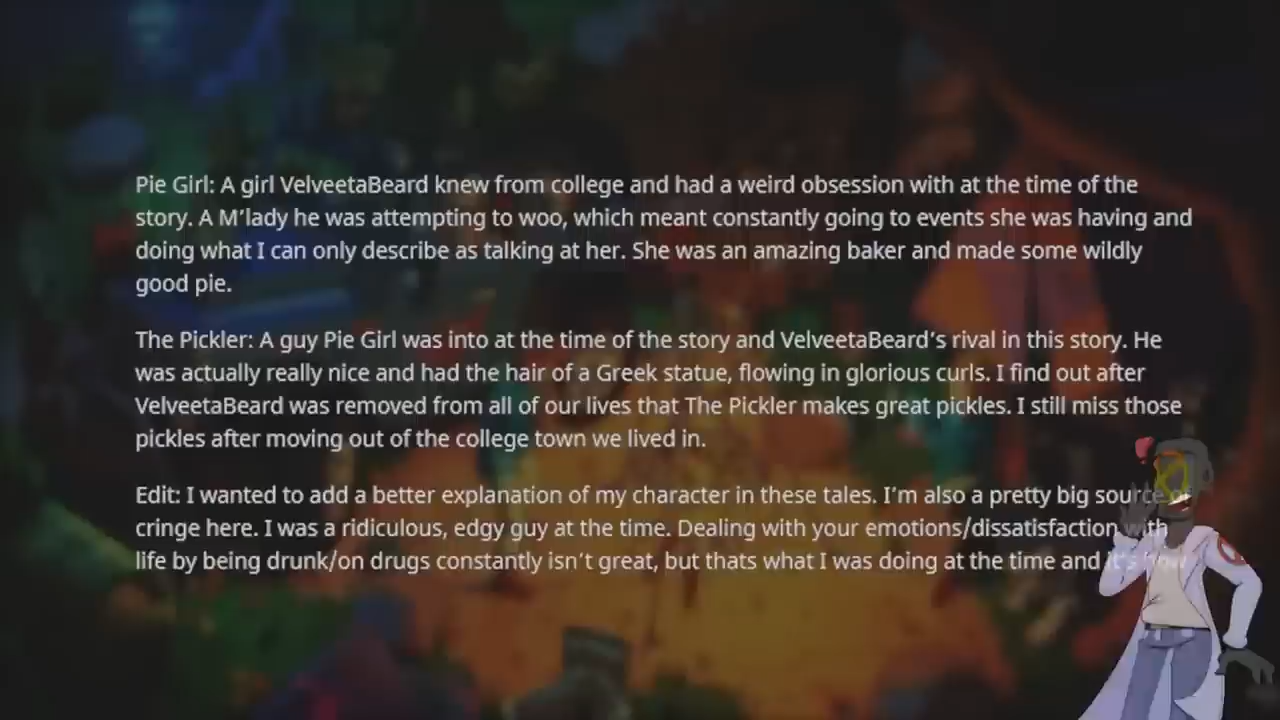 Pie Girl: A girl VelveetaBeard knew from college and had a weird obsession with at the time of the
story. A M’lady he was attempting to woo, which meant constantly going to events she was having and
doing what I can only describe as talking at her. She was an amazing baker and made some wildly
good pie.
The Pickler: A guy Pie Girl was into at the time of the story and VelveetaBeard’s rival in this story. He
was actually really nice and had the hair of a Greek statue, flowing in glorious curls. I find out after
VelveetaBeard was removed from all of our lives that The Pickler makes great pickles. I still miss those
pickles after moving out of the college town we lived in.
Edit: I wanted to add a better explanation of my character in these tales. I’m also a pretty big source of
cringe here. I was a ridiculous, edgy guy at the time. Dealing with your emotions/dissatisfaction with
life by being drunk/on drugs constantly isn’t great, but thats what I was doing at the time and it’s how